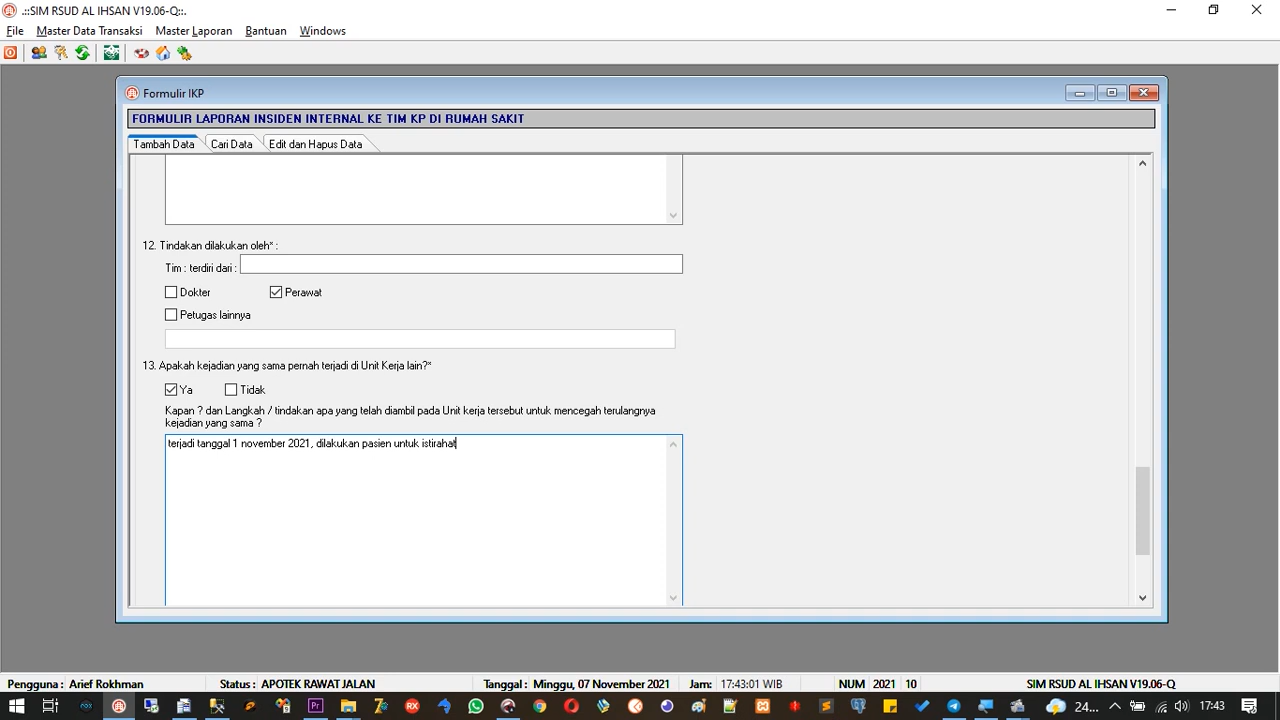 .::SIM RSUD AL IHSAN V19.06-Q::.
File Master Data Transaksi Master Laporan Bantuan Windows
Formulir IKP
FORMULIR LAPORAN INSIDEN INTERNAL KE TIM KP DI RUMAH SAKIT
Tambah Data Cari Data Edit dan Hapus Data
12. Tindakan dilakukan oleh* :
Tim : terdiri dari :
Dokter Perawat
Petugas lainnya
13. Apakah kejadian yang sama pernah terjadi di Unit Kerja lain?*
Ya Tidak
Kapan ? dan Langkah / tindakan apa yang telah diambil pada Unit kerja tersebut untuk mencegah terulangnya
kejadian yang sama ?
terjadi tanggal 1 november 2021, dilakukan pasien untuk istirahat
Pengguna : Arief Rokhman Status : APOTEK RAWAT JALAN Tanggal : Minggu, 07 November 2021 Jam: 17:43:01 WIB NUM 2021 10 SIM RSUD AL IHSAN V19.06-Q
Pr RX 24... 17:43